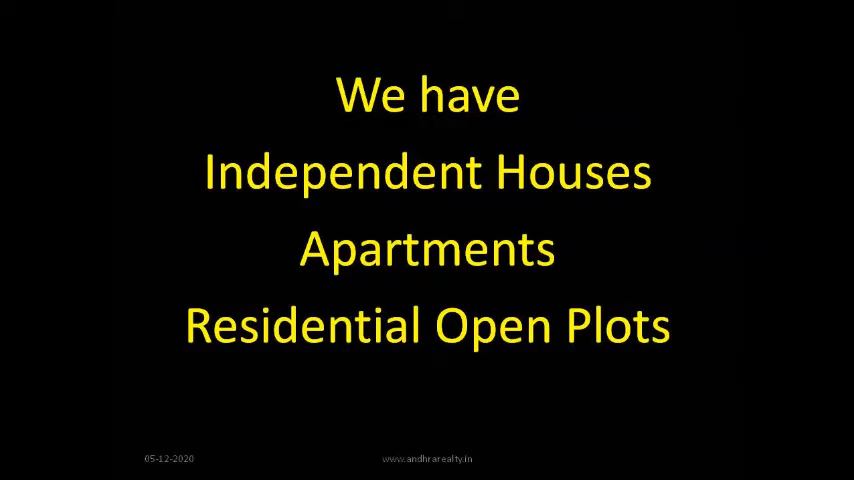 We have
Independent Houses
Apartments
Residential Open Plots
05-12-2020
www.andhrarealty.in